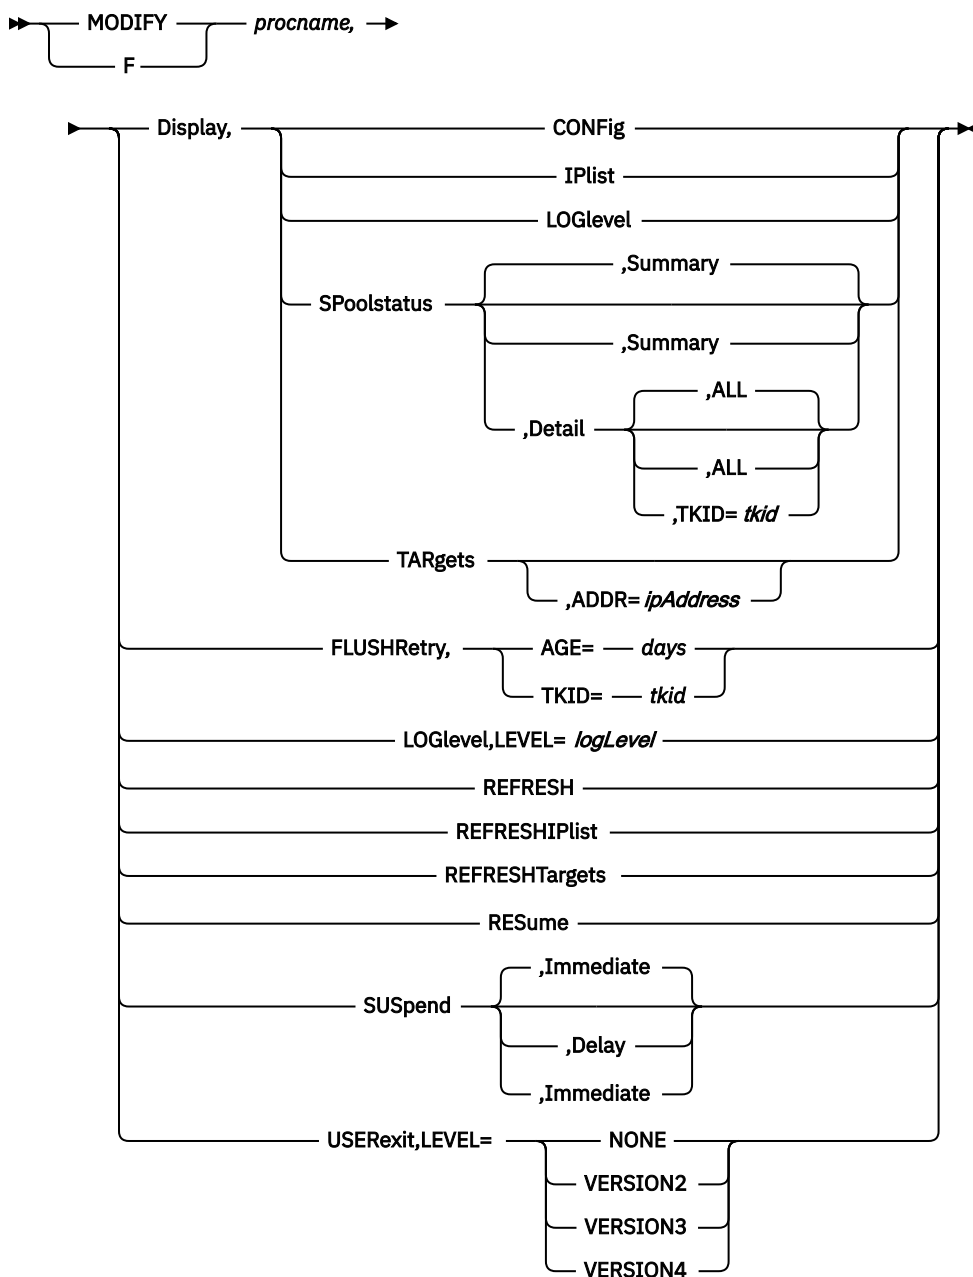 MODIFY procname,
F
Display, CONFig
IPlist
LOGlevel
,Summary
SPoolstatus
,Summary
,ALL
,Detail
,ALL
,TKID= tkid
TARgets
,ADDR= ipAddress
FLUSHRetry, AGE= days
TKID= tkid
LOGlevel,LEVEL= logLevel
REFRESH
REFRESHIPlist
REFRESHTargets
RESume
,Immediate
SUSpend
,Delay
,Immediate
USERexit,LEVEL= NONE
VERSION2
VERSION3
VERSION4